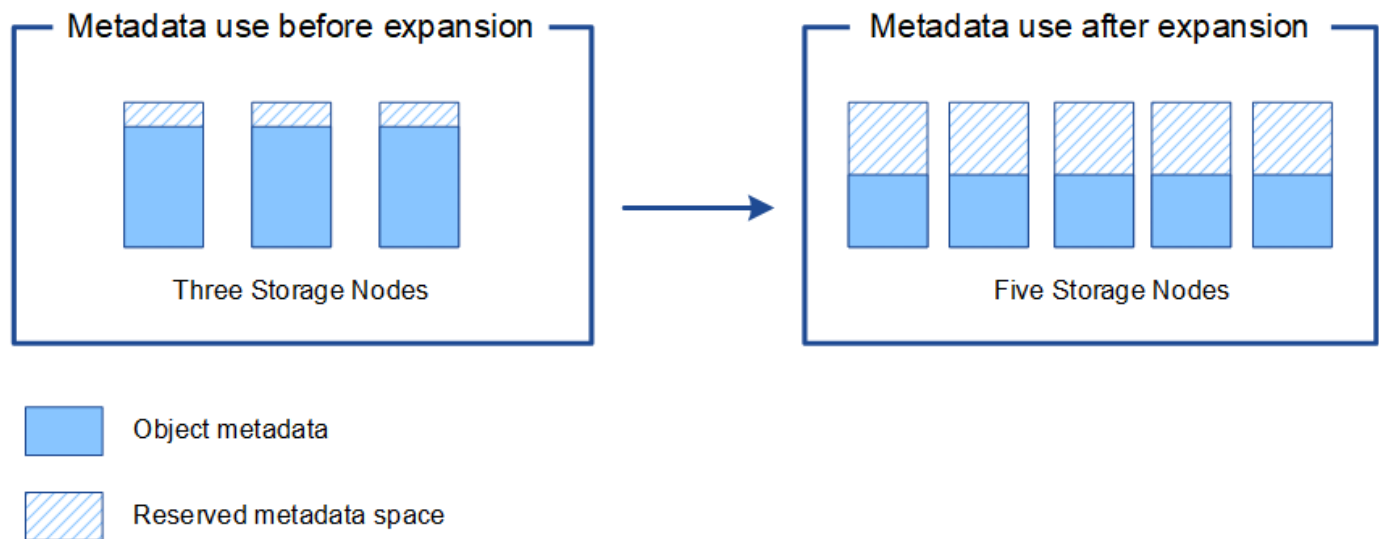 Metadata use before expansion
Metadata use after expansion
Three Storage Nodes
Five Storage Nodes
Object metadata
Reserved metadata space